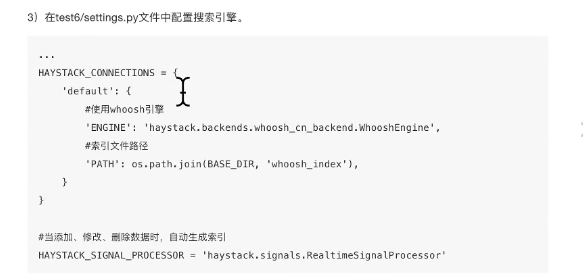 3）在test6/settings.py文件中配置搜索引擎。
...
HAYSTACK_CONNECTIONS = {
    'default': {
        #使用whoosh引擎
        'ENGINE': 'haystack.backends.whoosh_cn_backend.WhooshEngine',
        #索引文件路径
        'PATH': os.path.join(BASE_DIR, 'whoosh_index'),
    }
}
#当添加、修改、删除数据时，自动生成索引
HAYSTACK_SIGNAL_PROCESSOR = 'haystack.signals.RealtimeSignalProcessor'